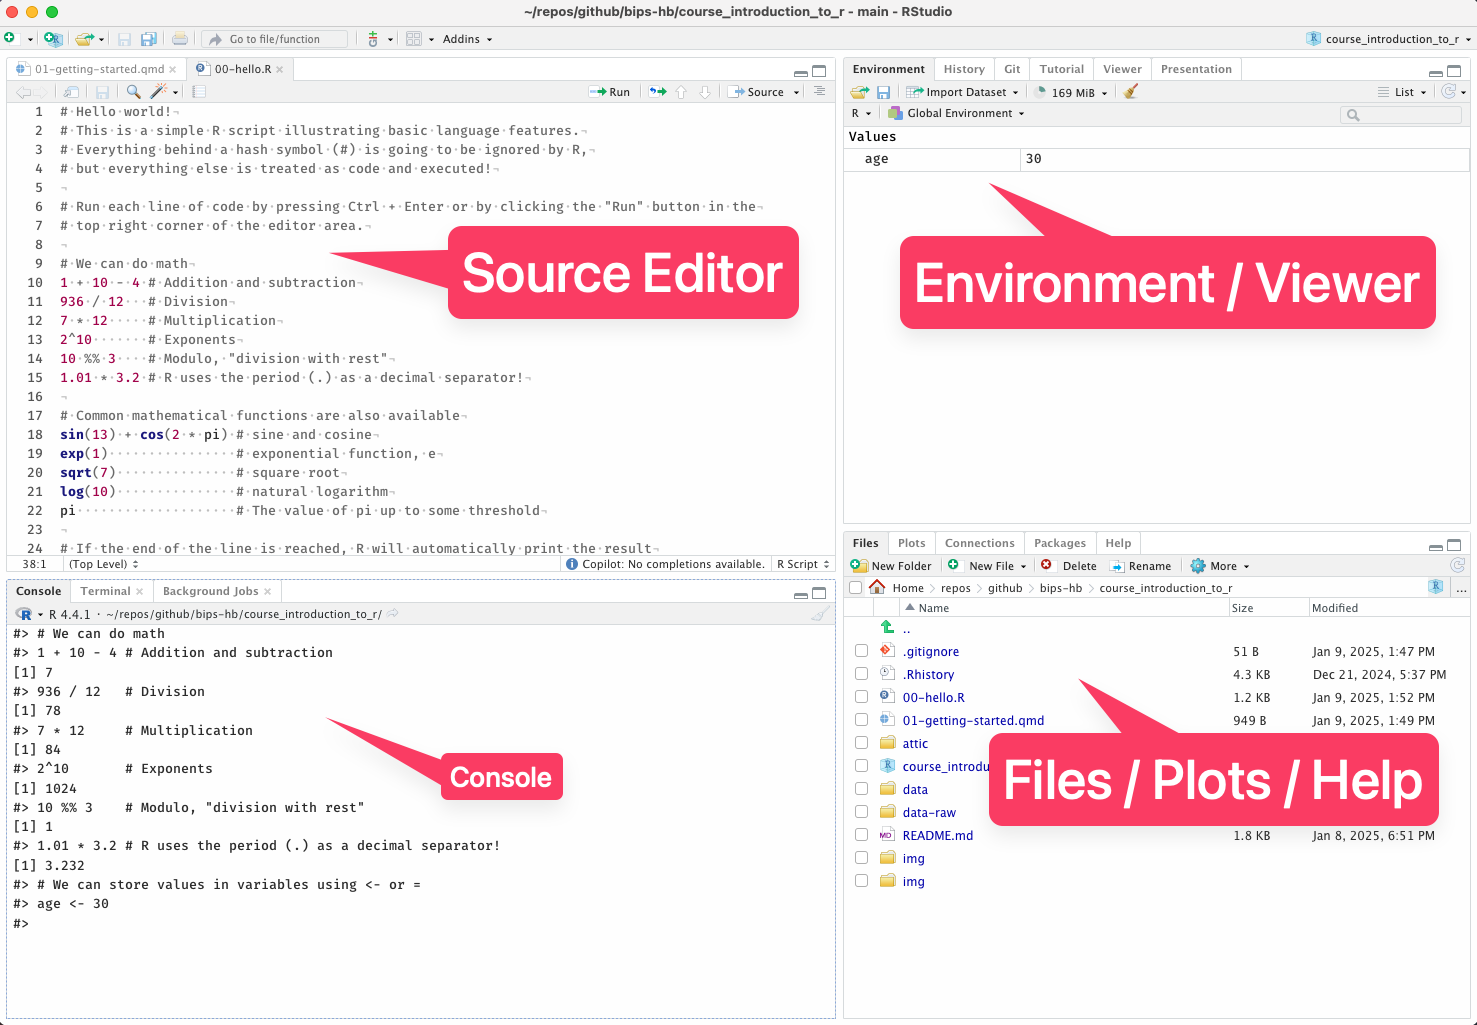 ~/repos/github/bips-hb/course_introduction_to_r - main - RStudio
Go to file/function
Addins
course_introduction_to_r
01-getting-started.qmd
00-hello.R
Run
Source
1 # Hello world!
2 # This is a simple R script illustrating basic language features.
3 # Everything behind a hash symbol (#) is going to be ignored by R,
4 # but everything else is treated as code and executed!
5
6 # Run each line of code by pressing Ctrl + Enter or by clicking the "Run" button in the
7 # top right corner of the editor area.
8
9 # We can do math
10 1 + 10 - 4 # Addition and subtraction
11 936 / 12   # Division
12 7 * 12     # Multiplication
13 2^10       # Exponents
14 10 %% 3    # Modulo, "division with rest"
15 1.01 * 3.2 # R uses the period (.) as a decimal separator!
16
17 # Common mathematical functions are also available
18 sin(13) + cos(2 * pi) # sine and cosine
19 exp(1)                # exponential function, e
20 sqrt(7)               # square root
21 log(10)               # natural logarithm
22 pi                    # The value of pi up to some threshold
23
24 # If the end of the line is reached, R will automatically print the result
Source Editor
38:1 (Top Level) Copilot: No completions available. R Script
Console Terminal Background Jobs
R 4.4.1 · ~/repos/github/bips-hb/course_introduction_to_r/
#> # We can do math
#> 1 + 10 - 4 # Addition and subtraction
[1] 7
#> 936 / 12   # Division
[1] 78
#> 7 * 12     # Multiplication
[1] 84
#> 2^10       # Exponents
[1] 1024
#> 10 %% 3    # Modulo, "division with rest"
[1] 1
#> 1.01 * 3.2 # R uses the period (.) as a decimal separator!
[1] 3.232
#> # We can store values in variables using <- or =
#> age <- 30
#>
Console
Environment History Git Tutorial Viewer Presentation
Import Dataset 169 MiB List
R Global Environment
Values
age 30
Environment / Viewer
Files Plots Connections Packages Help
New Folder New File Delete Rename More
Home repos github bips-hb course_introduction_to_r ...
Name Size Modified
..
.gitignore 51 B Jan 9, 2025, 1:47 PM
.Rhistory 4.3 KB Dec 21, 2024, 5:37 PM
00-hello.R 1.2 KB Jan 9, 2025, 1:52 PM
01-getting-started.qmd 949 B Jan 9, 2025, 1:49 PM
attic
course_introdu
data
data-raw
README.md 1.8 KB Jan 8, 2025, 6:51 PM
img
img
Files / Plots / Help